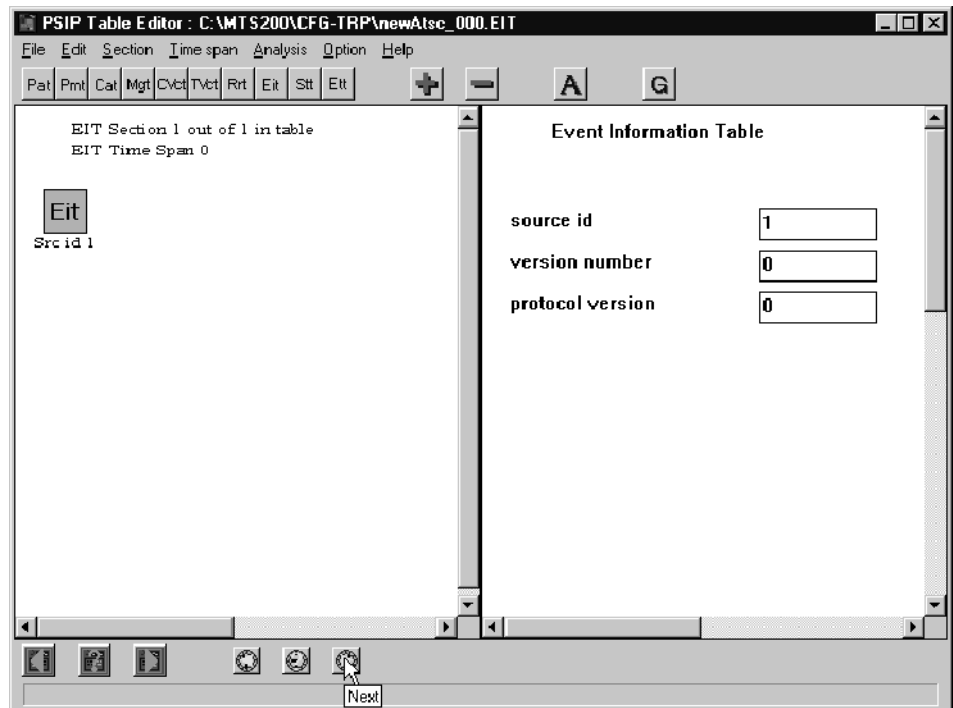 PSIP Table Editor : C:\MTS200\CFG-TRP\newAtsc_000.EIT
File Edit Section Time span Analysis Option Help
Pat Pmt Cat Mgt CVct TVct Rrt Eit Stt Ett A G
EIT Section 1 out of 1 in table
EIT Time Span 0
Eit
Src id 1
Event Information Table
source id 1
version number 0
protocol version 0
Next